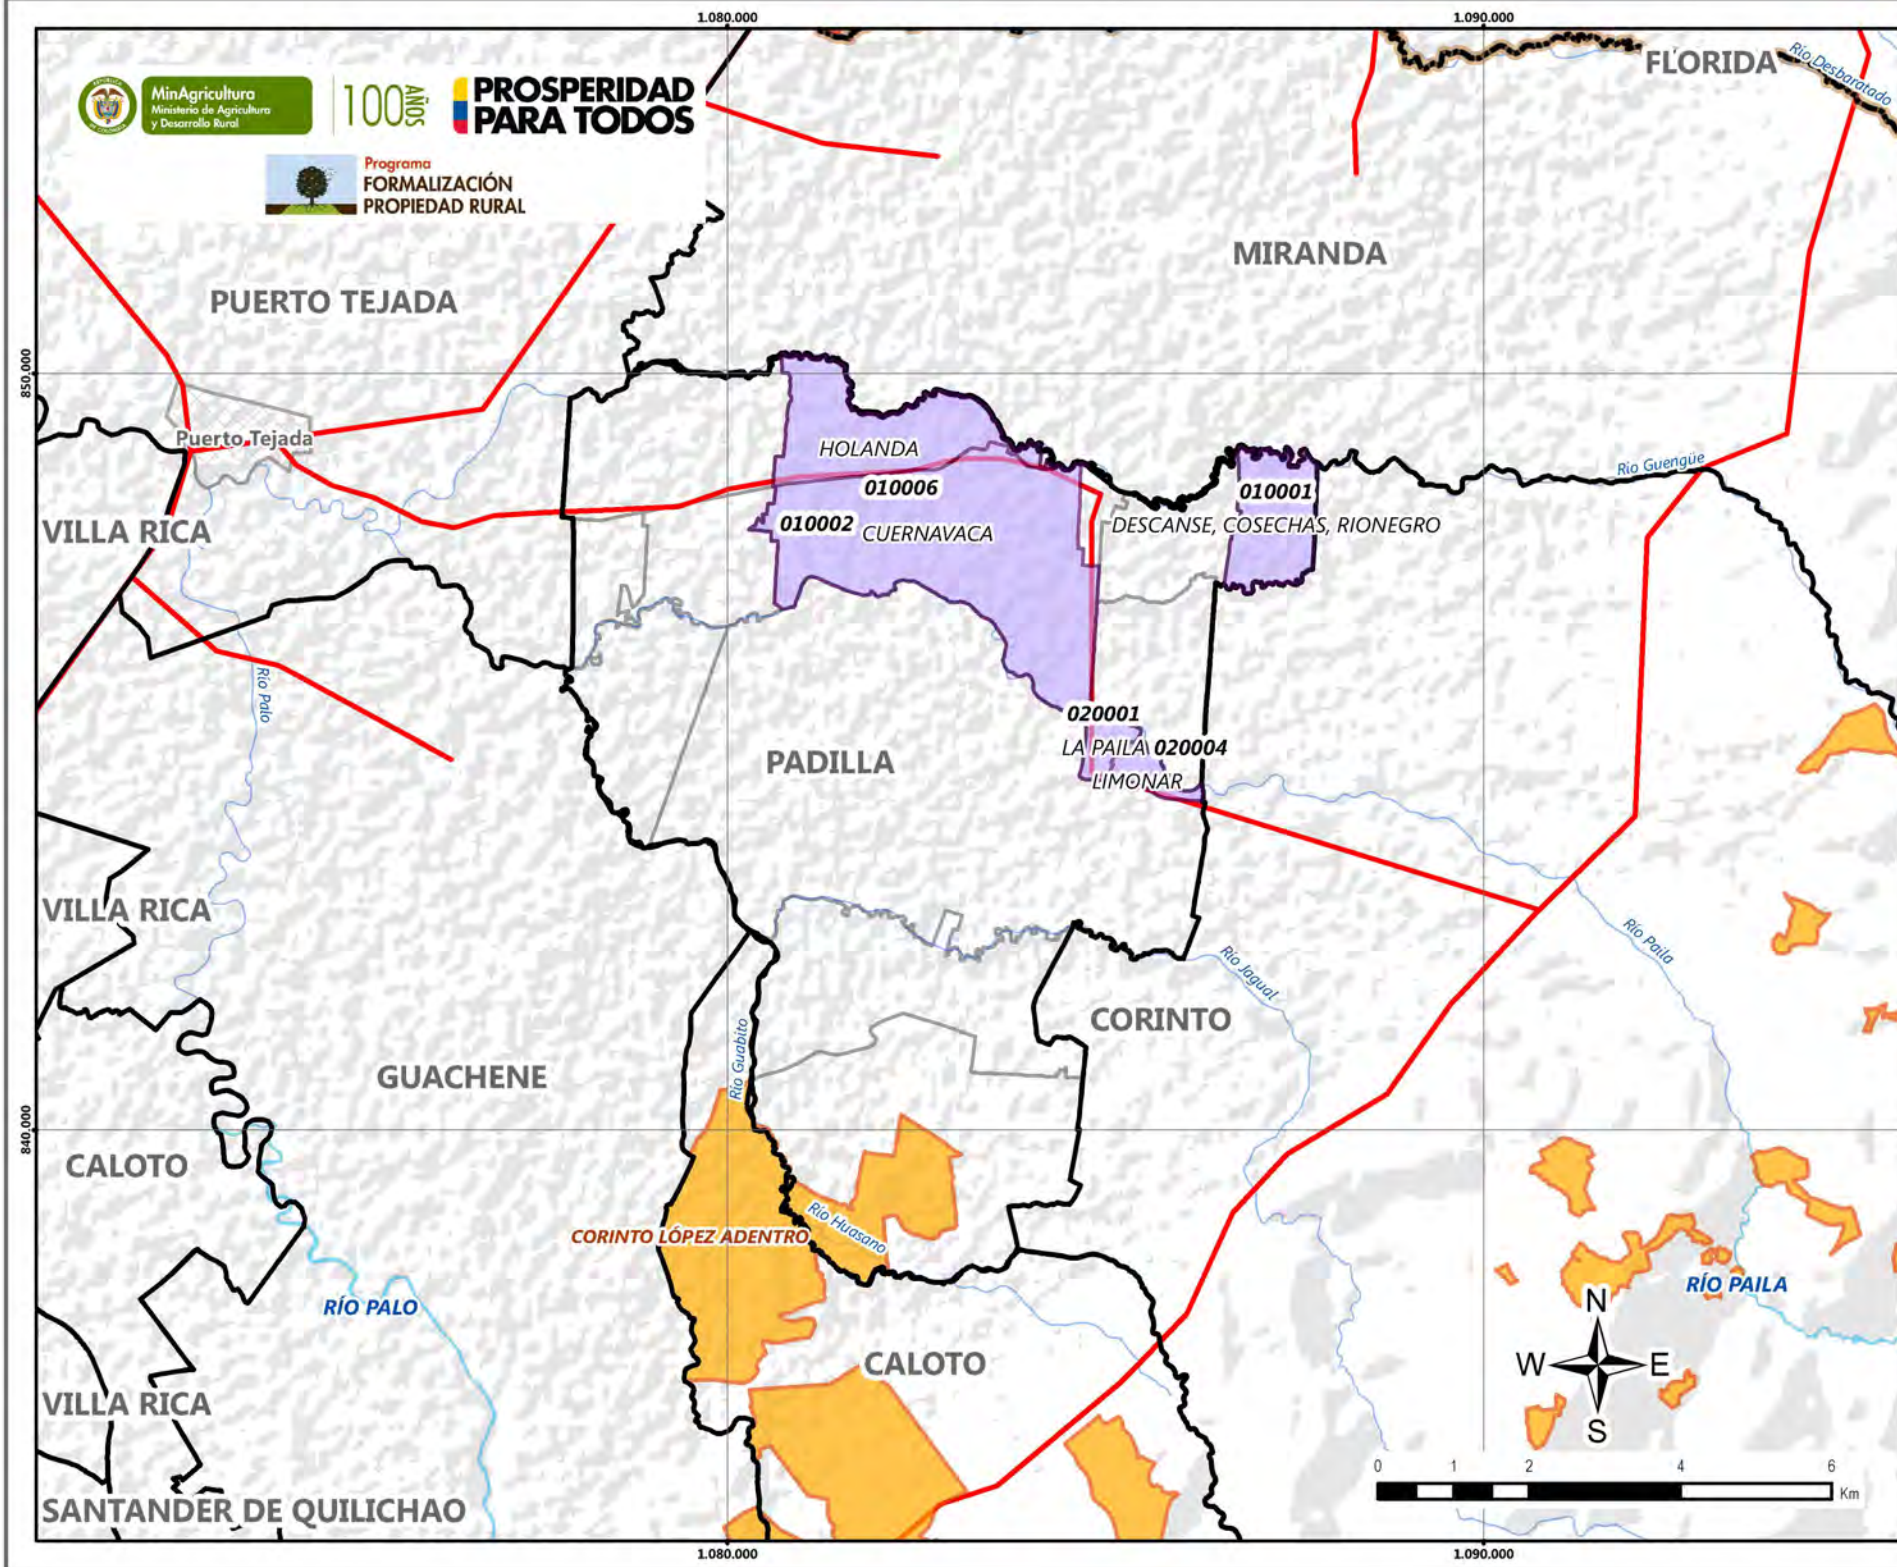 1.080.000
1.090.000
REPÚBLICA
DE COLOMBIA
MinAgricultura
Ministerio de Agricultura
y Desarrollo Rural
100 AÑOS
PROSPERIDAD
PARA TODOS
Programa
FORMALIZACIÓN
PROPIEDAD RURAL
FLORIDA
Río Desbaratado
MIRANDA
PUERTO TEJADA
850.000
Puerto Tejada
HOLANDA
Río Guengüe
010006
010001
010002
CUERNAVACA
DESCANSE, COSECHAS, RIONEGRO
VILLA RICA
Río Palo
020001
LA PAILA
020004
PADILLA
LIMONAR
VILLA RICA
Río Paila
Río Jagual
CORINTO
Río Guabito
GUACHENE
840.000
CALOTO
Río Huasano
CORINTO LÓPEZ ADENTRO
RÍO PAILA
RÍO PALO
N
W
E
S
CALOTO
VILLA RICA
0
1
2
4
6
Km
SANTANDER DE QUILICHAO
1.080.000
1.090.000